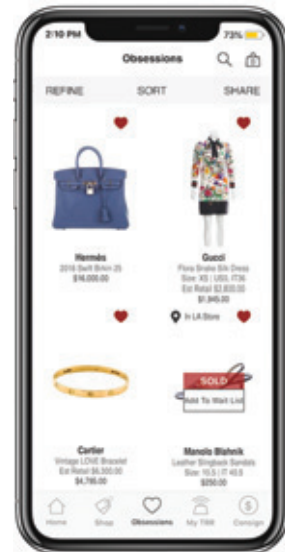 2:10 PM
73%
Obsessions
REFINE
SORT
SHARE
Hermès
2016 Swift Birkin 25
$16,000.00
Gucci
Flora Snake Silk Dress
Size: XS | US0, IT36
Est Retail $2,800.00
$1,945.00
In LA Store
Cartier
Vintage LOVE Bracelet
Est Retail $6,300.00
$4,795.00
SOLD
Add To Wait List
Manolo Blahnik
Leather Slingback Sandals
Size: 10.5 | IT 40.5
$250.00
Home
Shop
Obsessions
My TRR
Consign